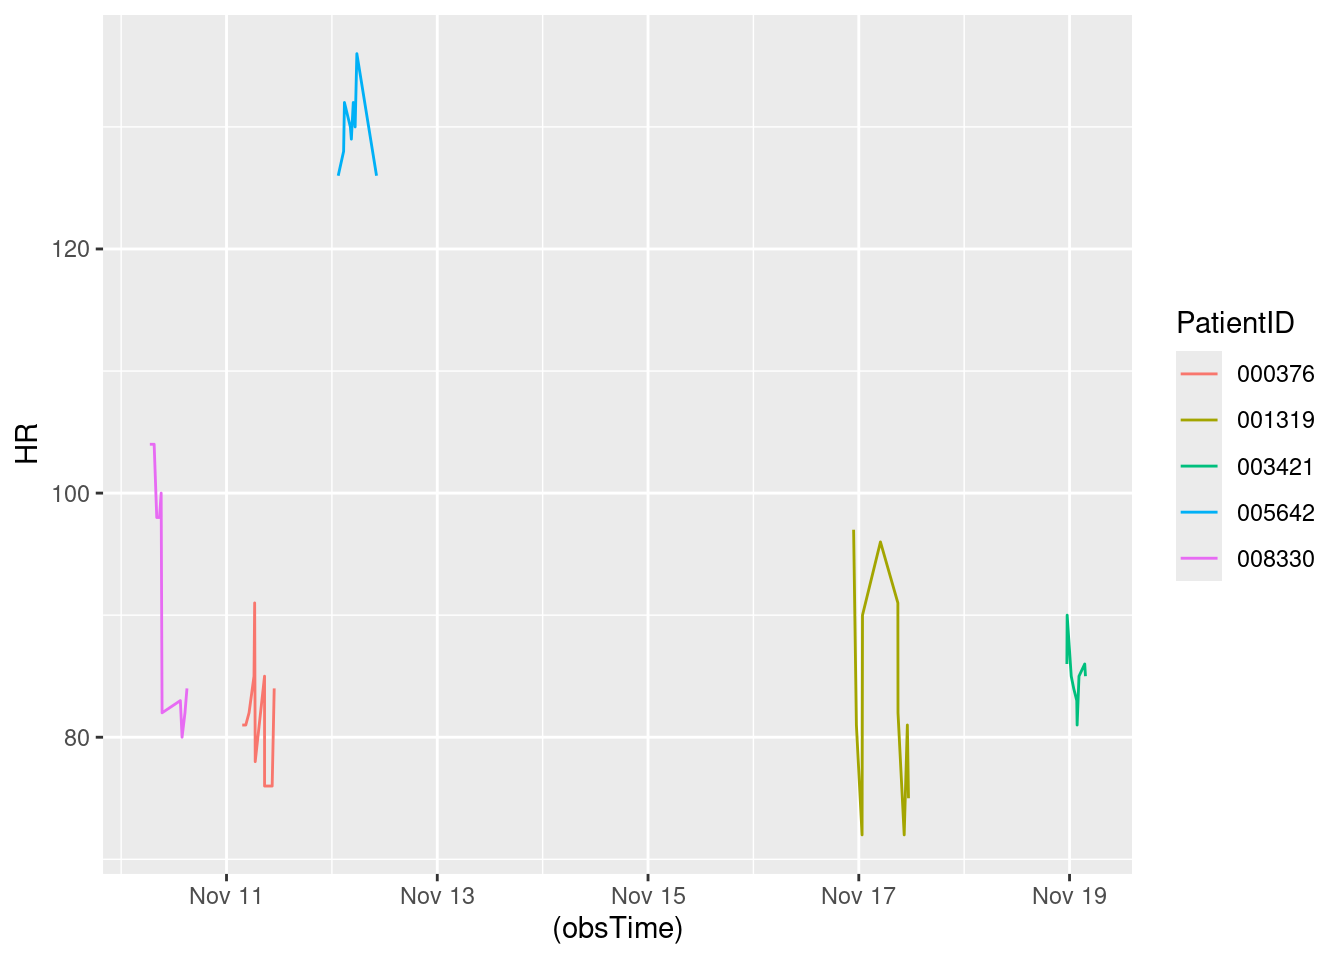 120
100
80
HR
Nov 11
Nov 13
Nov 15
Nov 17
Nov 19
(obsTime)
PatientID
000376
001319
003421
005642
008330